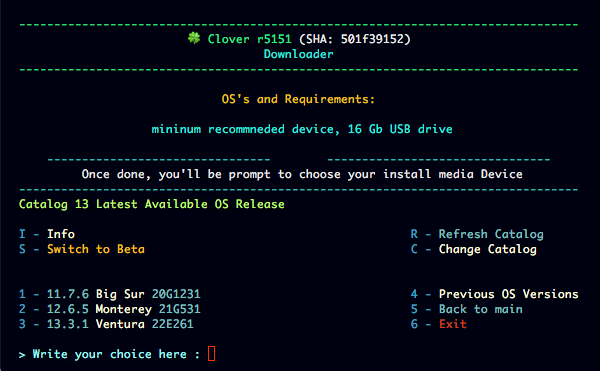 🍀 Clover r5151 (SHA: 501f39152)
Downloader
OS's and Requirements:
mininum recommneded device, 16 Gb USB drive
Once done, you'll be prompt to choose your install media Device
Catalog 13 Latest Available OS Release
I - Info R - Refresh Catalog
S - Switch to Beta C - Change Catalog
1 - 11.7.6 Big Sur 20G1231 4 - Previous OS Versions
2 - 12.6.5 Monterey 21G531 5 - Back to main
3 - 13.3.1 Ventura 22E261 6 - Exit
> Write your choice here :